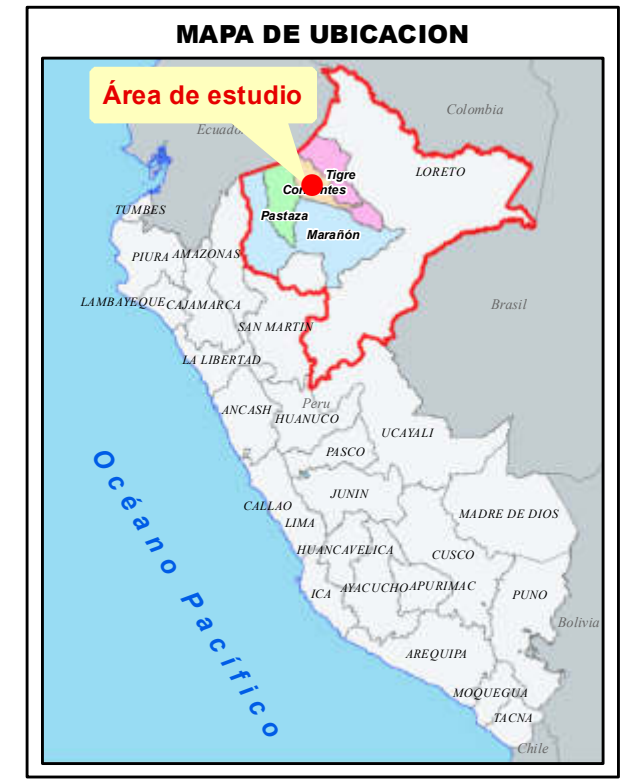 MAPA DE UBICACION
Área de estudio
Colombia
Ecuador
Tigre
LORETO
Corrientes
Pastaza
TUMBES
Marañón
PIURA
AMAZONAS
LAMBAYEQUE
CAJAMARCA
Brasil
SAN MARTIN
LA LIBERTAD
Peru
ANCASH
HUANUCO
UCAYALI
PASCO
Océano Pacífico
JUNIN
CALLAO
MADRE DE DIOS
LIMA
HUANCAVELICA
CUSCO
ICA
AYACUCHO
APURIMAC
PUNO
Bolivia
AREQUIPA
MOQUEGUA
TACNA
Chile